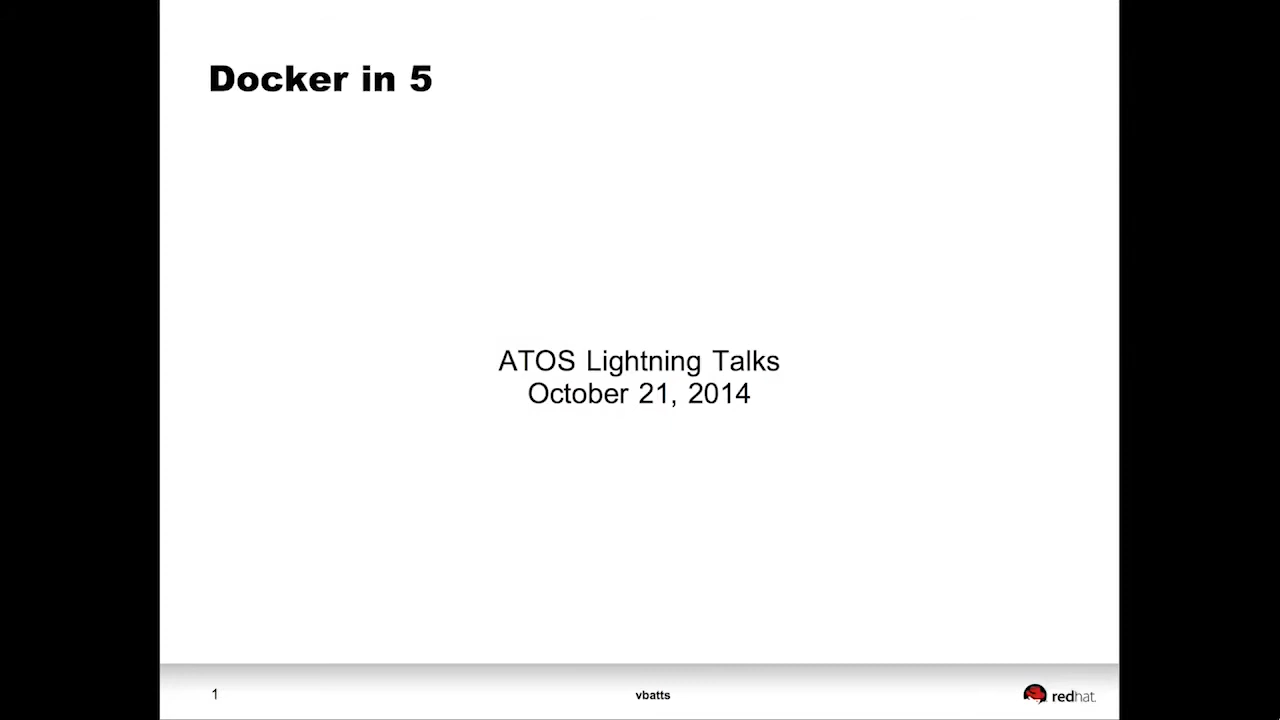 Docker in 5
ATOS Lightning Talks
October 21, 2014
1
vbatts
redhat.